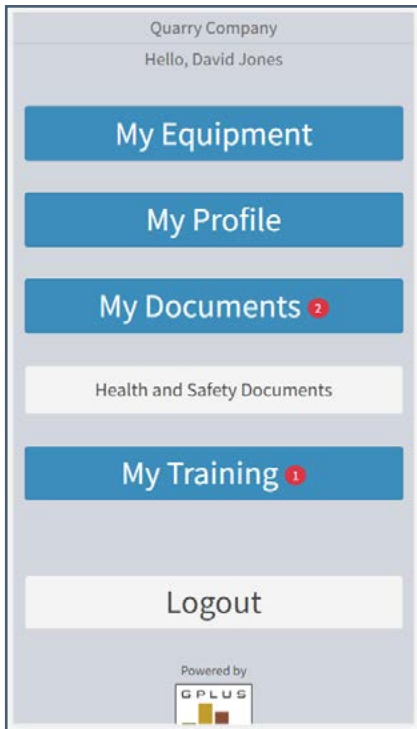 Quarry Company
Hello, David Jones
My Equipment
My Profile
My Documents 2
Health and Safety Documents
My Training 1
Logout
Powered by
GPLUS